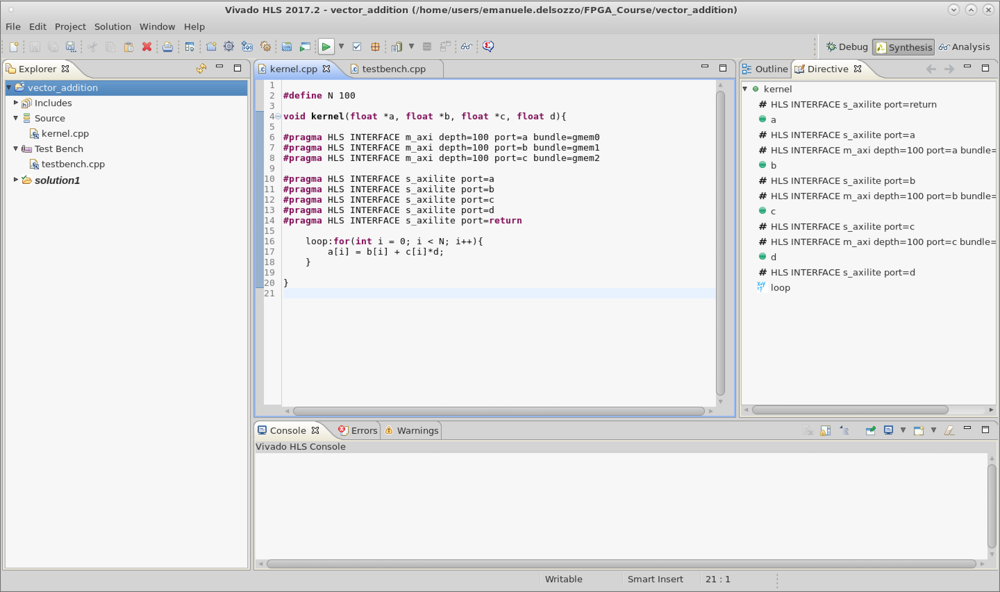 Vivado HLS 2017.2 - vector_addition (/home/users/emanuele.delsozzo/FPGA_Course/vector_addition)
File Edit Project Solution Window Help
Debug Synthesis Analysis
Explorer
vector_addition
Includes
Source
kernel.cpp
Test Bench
testbench.cpp
solution1
kernel.cpp testbench.cpp
1
2 #define N 100
3
4 void kernel(float *a, float *b, float *c, float d){
5
6 #pragma HLS INTERFACE m_axi depth=100 port=a bundle=gmem0
7 #pragma HLS INTERFACE m_axi depth=100 port=b bundle=gmem1
8 #pragma HLS INTERFACE m_axi depth=100 port=c bundle=gmem2
9
10 #pragma HLS INTERFACE s_axilite port=a
11 #pragma HLS INTERFACE s_axilite port=b
12 #pragma HLS INTERFACE s_axilite port=c
13 #pragma HLS INTERFACE s_axilite port=d
14 #pragma HLS INTERFACE s_axilite port=return
15
16 loop:for(int i = 0; i < N; i++){
17 a[i] = b[i] + c[i]*d;
18 }
19
20 }
21
Outline Directive
kernel
# HLS INTERFACE s_axilite port=return
a
# HLS INTERFACE s_axilite port=a
# HLS INTERFACE m_axi depth=100 port=a bundle=
b
# HLS INTERFACE s_axilite port=b
# HLS INTERFACE m_axi depth=100 port=b bundle=
c
# HLS INTERFACE s_axilite port=c
# HLS INTERFACE m_axi depth=100 port=c bundle=
d
# HLS INTERFACE s_axilite port=d
loop
Console Errors Warnings
Vivado HLS Console
Writable Smart Insert 21 : 1